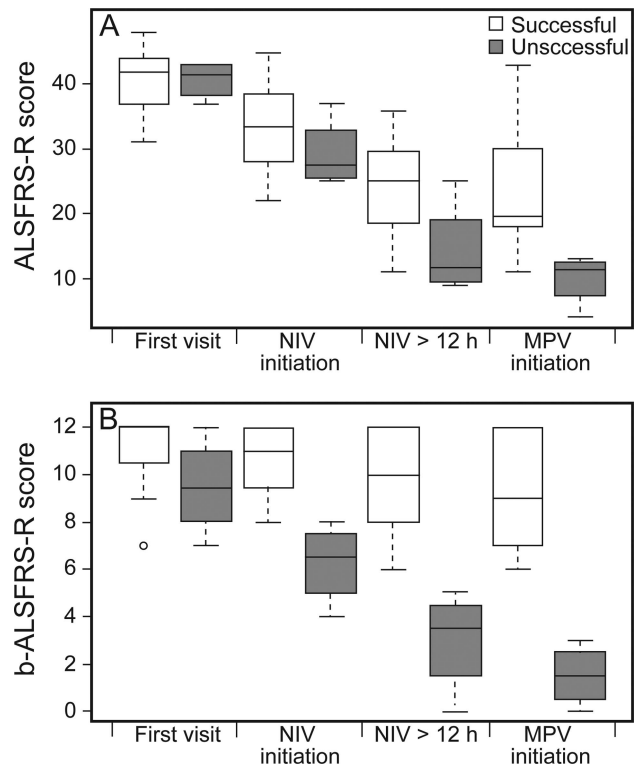 A
Successful
Unsccessful
ALSFRS-R score
40
30
20
10
First visit
NIV initiation
NIV > 12 h
MPV initiation
B
b-ALSFRS-R score
12
10
8
6
4
2
0
First visit
NIV initiation
NIV > 12 h
MPV initiation